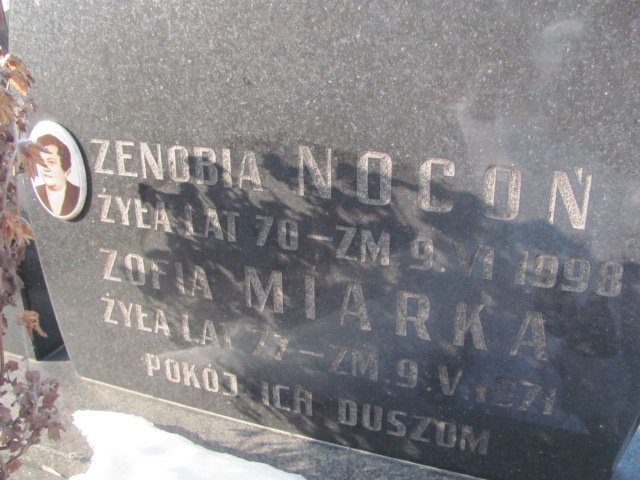 ZENOBIA NOCOŃ
ŻYŁA LAT 70 – ZM 9. VI 1998
ZOFIA MIARKA
ŻYŁA LAT 77 – ZM. 9. V. 1971
POKÓJ ICH DUSZOM